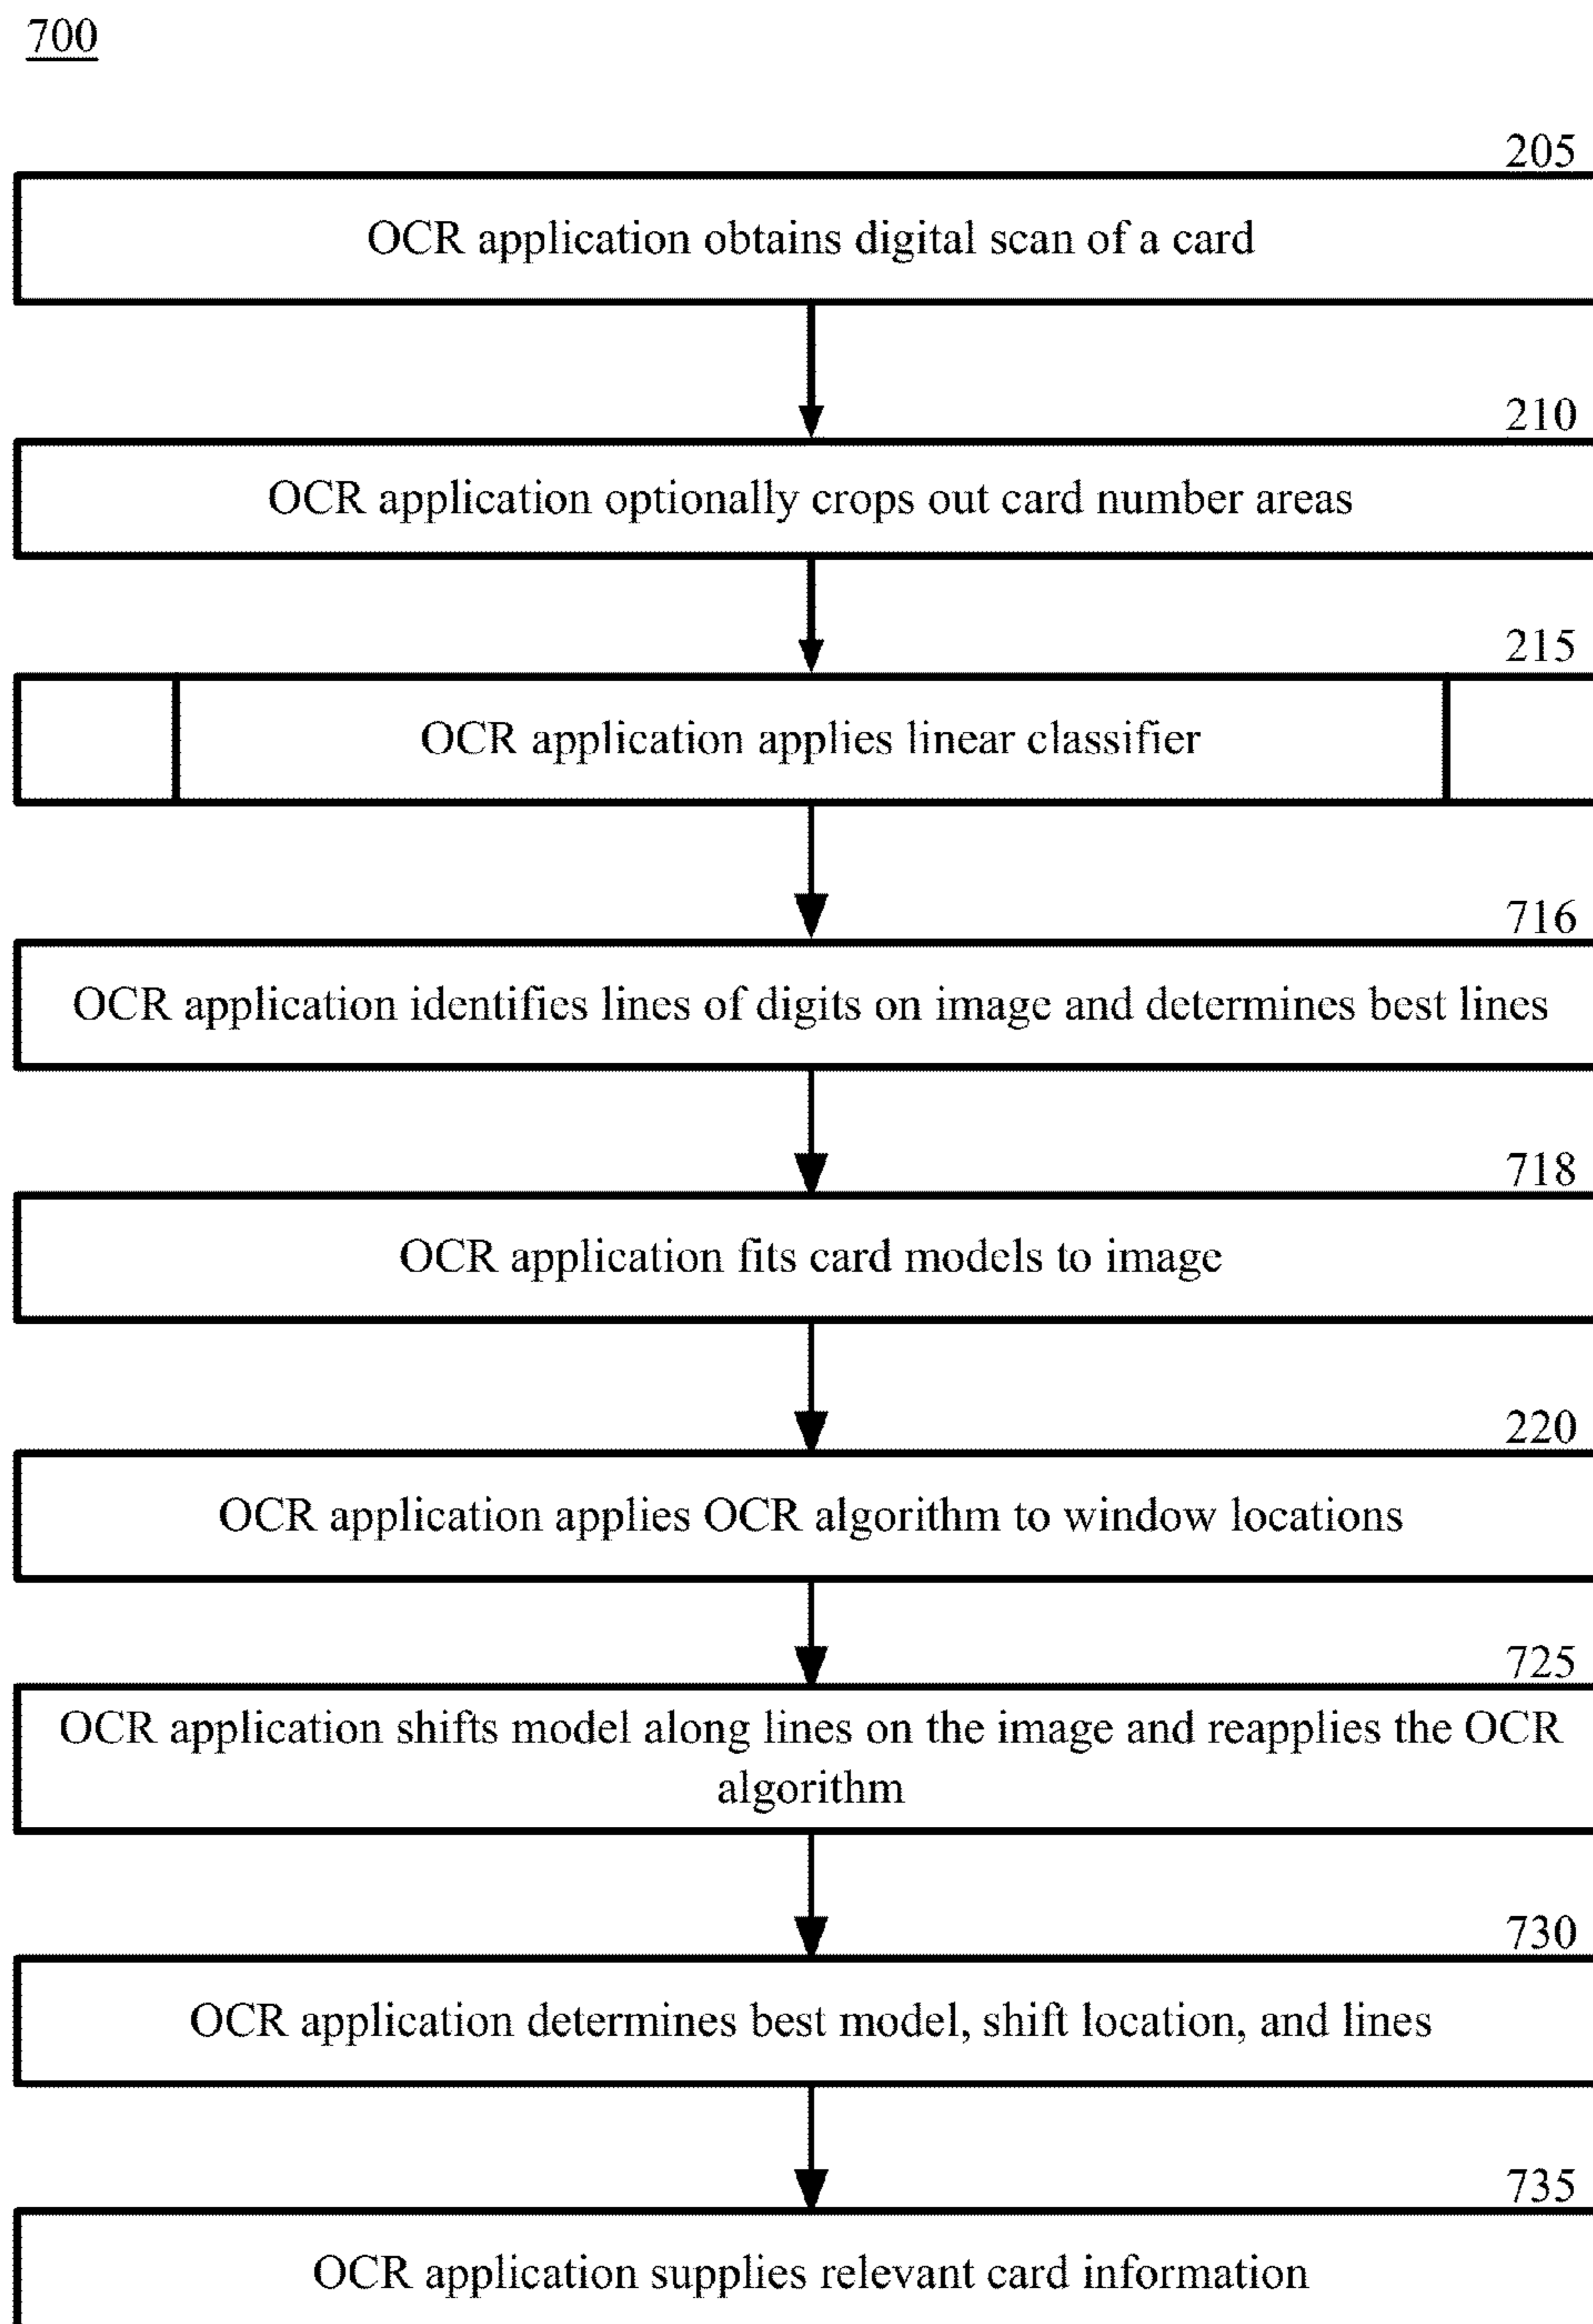 700
205
OCR application obtains digital scan of a card
210
OCR application optionally crops out card number areas
215
OCR application applies linear classifier
716
OCR application identifies lines of digits on image and determines best lines
718
OCR application fits card models to image
220
OCR application applies OCR algorithm to window locations
725
OCR application shifts model along lines on the image and reapplies the OCR
algorithm
730
OCR application determines best model, shift location, and lines
735
OCR application supplies relevant card information